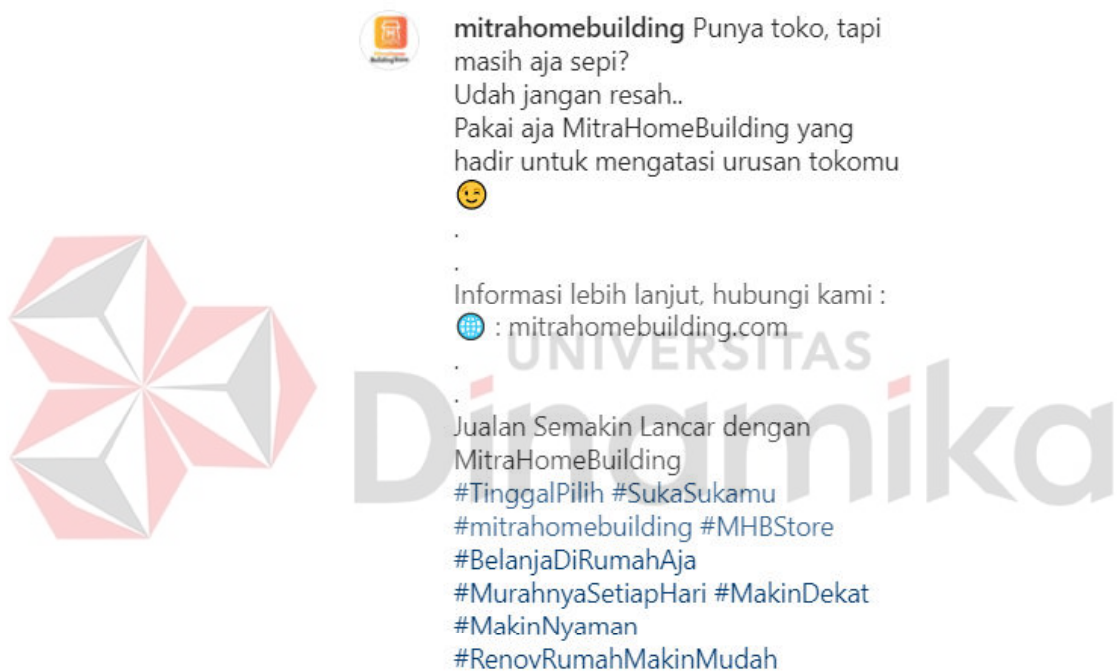 mitrahomebuilding Punya toko, tapi
masih aja sepi?
Udah jangan resah..
Pakai aja MitraHomeBuilding yang
hadir untuk mengatasi urusan tokomu
😉
.
.
Informasi lebih lanjut, hubungi kami :
🌐 : mitrahomebuilding.com
.
.
Jualan Semakin Lancar dengan
MitraHomeBuilding
#TinggalPilih #SukaSukamu
#mitrahomebuilding #MHBStore
#BelanjaDiRumahAja
#MurahnyaSetiapHari #MakinDekat
#MakinNyaman
#RenovRumahMakinMudah
UNIVERSITAS
Dinamika